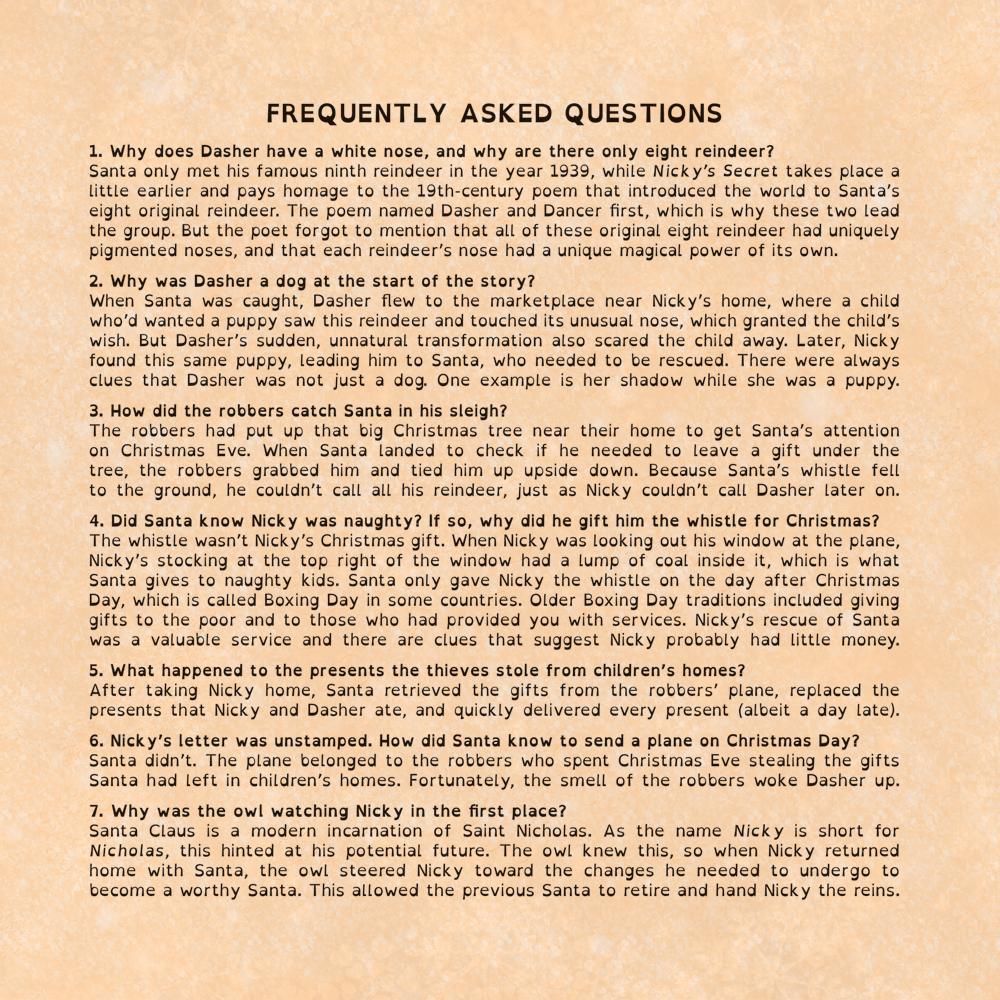 FREQUENTLY ASKED QUESTIONS
1. Why does Dasher have a white nose, and why are there only eight reindeer?
Santa only met his famous ninth reindeer in the year 1939, while Nicky's Secret takes place a
little earlier and pays homage to the 19th-century poem that introduced the world to Santa's
eight original reindeer. The poem named Dasher and Dancer first, which is why these two lead
the group. But the poet forgot to mention that all of these original eight reindeer had uniquely
pigmented noses, and that each reindeer's nose had a unique magical power of its own.
2. Why was Dasher a dog at the start of the story?
When Santa was caught, Dasher flew to the marketplace near Nicky's home, where a child
who'd wanted a puppy saw this reindeer and touched its unusual nose, which granted the child's
wish. But Dasher's sudden, unnatural transformation also scared the child away. Later, Nicky
found this same puppy, leading him to Santa, who needed to be rescued. There were always
clues that Dasher was not just a dog. One example is her shadow while she was a puppy.
3. How did the robbers catch Santa in his sleigh?
The robbers had put up that big Christmas tree near their home to get Santa's attention
on Christmas Eve. When Santa landed to check if he needed to leave a gift under the
tree, the robbers grabbed him and tied him up upside down. Because Santa's whistle fell
to the ground, he couldn't call all his reindeer, just as Nicky couldn't call Dasher later on.
4. Did Santa know Nicky was naughty? If so, why did he gift him the whistle for Christmas?
The whistle wasn't Nicky's Christmas gift. When Nicky was looking out his window at the plane,
Nicky's stocking at the top right of the window had a lump of coal inside it, which is what
Santa gives to naughty kids. Santa only gave Nicky the whistle on the day after Christmas
Day, which is called Boxing Day in some countries. Older Boxing Day traditions included giving
gifts to the poor and to those who had provided you with services. Nicky's rescue of Santa
was a valuable service and there are clues that suggest Nicky probably had little money.
5. What happened to the presents the thieves stole from children's homes?
After taking Nicky home, Santa retrieved the gifts from the robbers' plane, replaced the
presents that Nicky and Dasher ate, and quickly delivered every present (albeit a day late).
6. Nicky's letter was unstamped. How did Santa know to send a plane on Christmas Day?
Santa didn't. The plane belonged to the robbers who spent Christmas Eve stealing the gifts
Santa had left in children's homes. Fortunately, the smell of the robbers woke Dasher up.
7. Why was the owl watching Nicky in the first place?
Santa Claus is a modern incarnation of Saint Nicholas. As the name Nicky is short for
Nicholas, this hinted at his potential future. The owl knew this, so when Nicky returned
home with Santa, the owl steered Nicky toward the changes he needed to undergo to
become a worthy Santa. This allowed the previous Santa to retire and hand Nicky the reins.